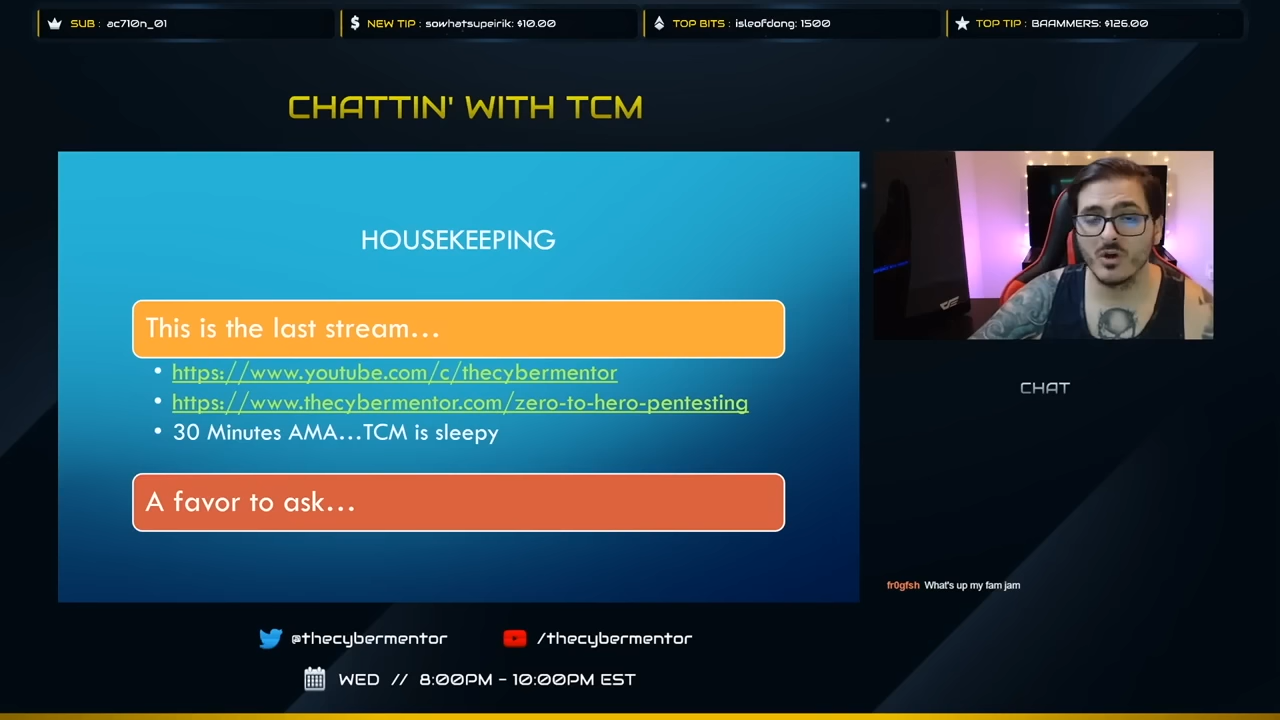 SUB : ac710n_01
NEW TIP : sowhatsupeirik: $10.00
TOP BITS : isleofdong: 1500
TOP TIP : BAAMMERS: $126.00
CHATTIN' WITH TCM
HOUSEKEEPING
This is the last stream...
• https://www.youtube.com/c/thecybermentor
• https://www.thecybermentor.com/zero-to-hero-pentesting
• 30 Minutes AMA...TCM is sleepy
A favor to ask...
CHAT
fr0gfsh What's up my fam jam
@thecybermentor
/thecybermentor
WED // 8:00PM - 10:00PM EST